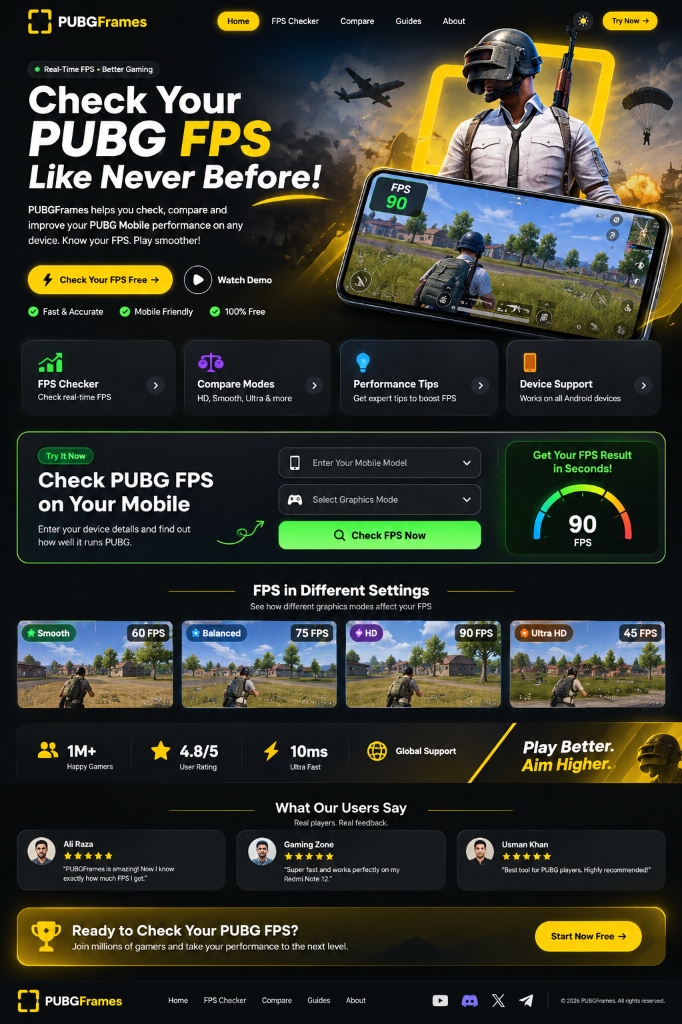 PUBGFrames
Home
FPS Checker
Compare
Guides
About
Try Now →
Real-Time FPS • Better Gaming
Check Your
PUBG FPS
Like Never Before!
PUBGFrames helps you check, compare and
improve your PUBG Mobile performance on any
device. Know your FPS. Play smoother!
Check Your FPS Free →
Watch Demo
Fast & Accurate
Mobile Friendly
100% Free
FPS
90
FPS Checker
Check real-time FPS
Compare Modes
HD, Smooth, Ultra & more
Performance Tips
Get expert tips to boost FPS
Device Support
Works on all Android devices
Try It Now
Check PUBG FPS
on Your Mobile
Enter your device details and find out
how well it runs PUBG.
Enter Your Mobile Model
Select Graphics Mode
Check FPS Now
Get Your FPS Result
in Seconds!
90
FPS
FPS in Different Settings
See how different graphics modes affect your FPS
Smooth
60 FPS
Balanced
75 FPS
HD
90 FPS
Ultra HD
45 FPS
1M+
Happy Gamers
4.8/5
User Rating
10ms
Ultra Fast
Global Support
Play Better.
Aim Higher.
What Our Users Say
Real players. Real feedback.
Ali Raza
"PUBGFrames is amazing! Now I know
exactly how much FPS I get."
Gaming Zone
"Super fast and works perfectly on my
Redmi Note 12."
Usman Khan
"Best tool for PUBG players. Highly recommended!"
Ready to Check Your PUBG FPS?
Join millions of gamers and take your performance to the next level.
Start Now Free →
PUBGFrames
Home
FPS Checker
Compare
Guides
About
© 2026 PUBGFrames. All rights reserved.